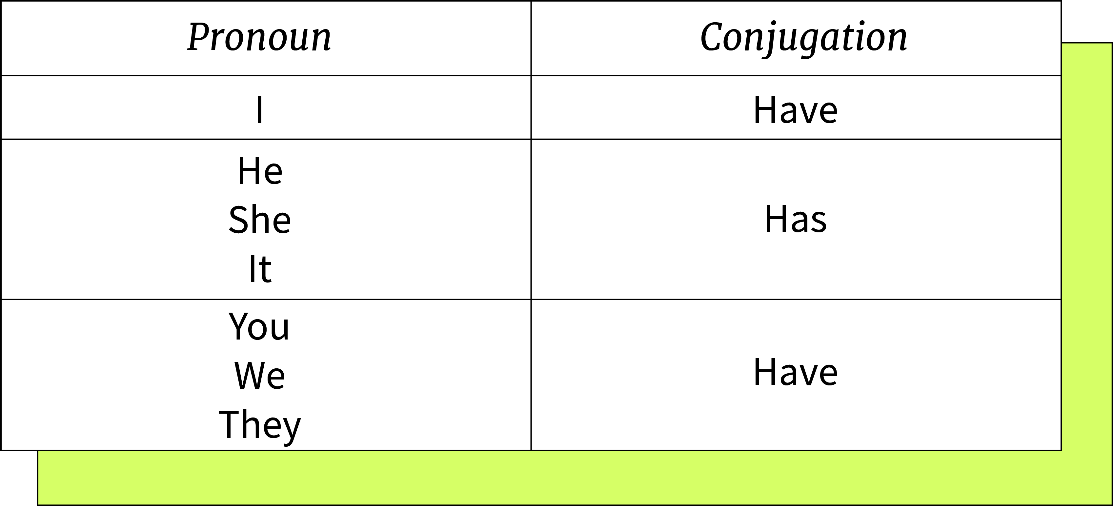 Pronoun Conjugation
I Have
He
She Has
It
You
We Have
They